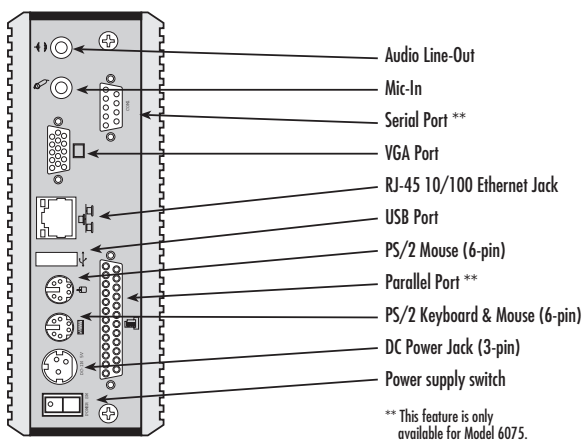 Audio Line-Out
Mic-In
Serial Port **
VGA Port
RJ-45 10/100 Ethernet Jack
USB Port
PS/2 Mouse (6-pin)
Parallel Port **
PS/2 Keyboard & Mouse (6-pin)
DC Power Jack (3-pin)
Power supply switch
** This feature is only
available for Model 6075.